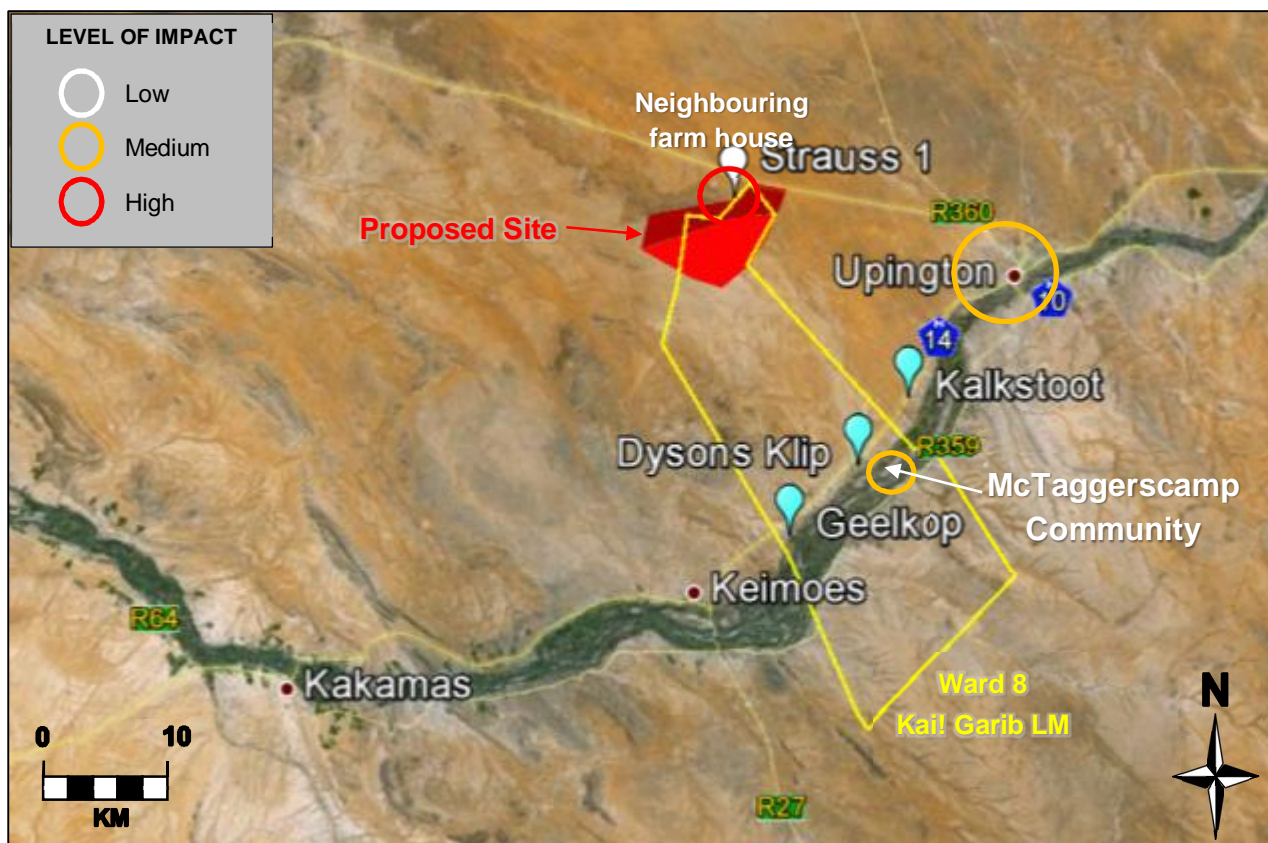 LEVEL OF IMPACT
Low
Medium
High
Neighbouring
farm house
Strauss 1
Proposed Site
R360
Upington
10
14
Kalkstoot
Dysons Klip
R359
McTaggerscamp
Community
Geelkop
Keimoes
R64
Kakamas
Ward 8
Kai! Garib LM
N
0 10
KM
R27